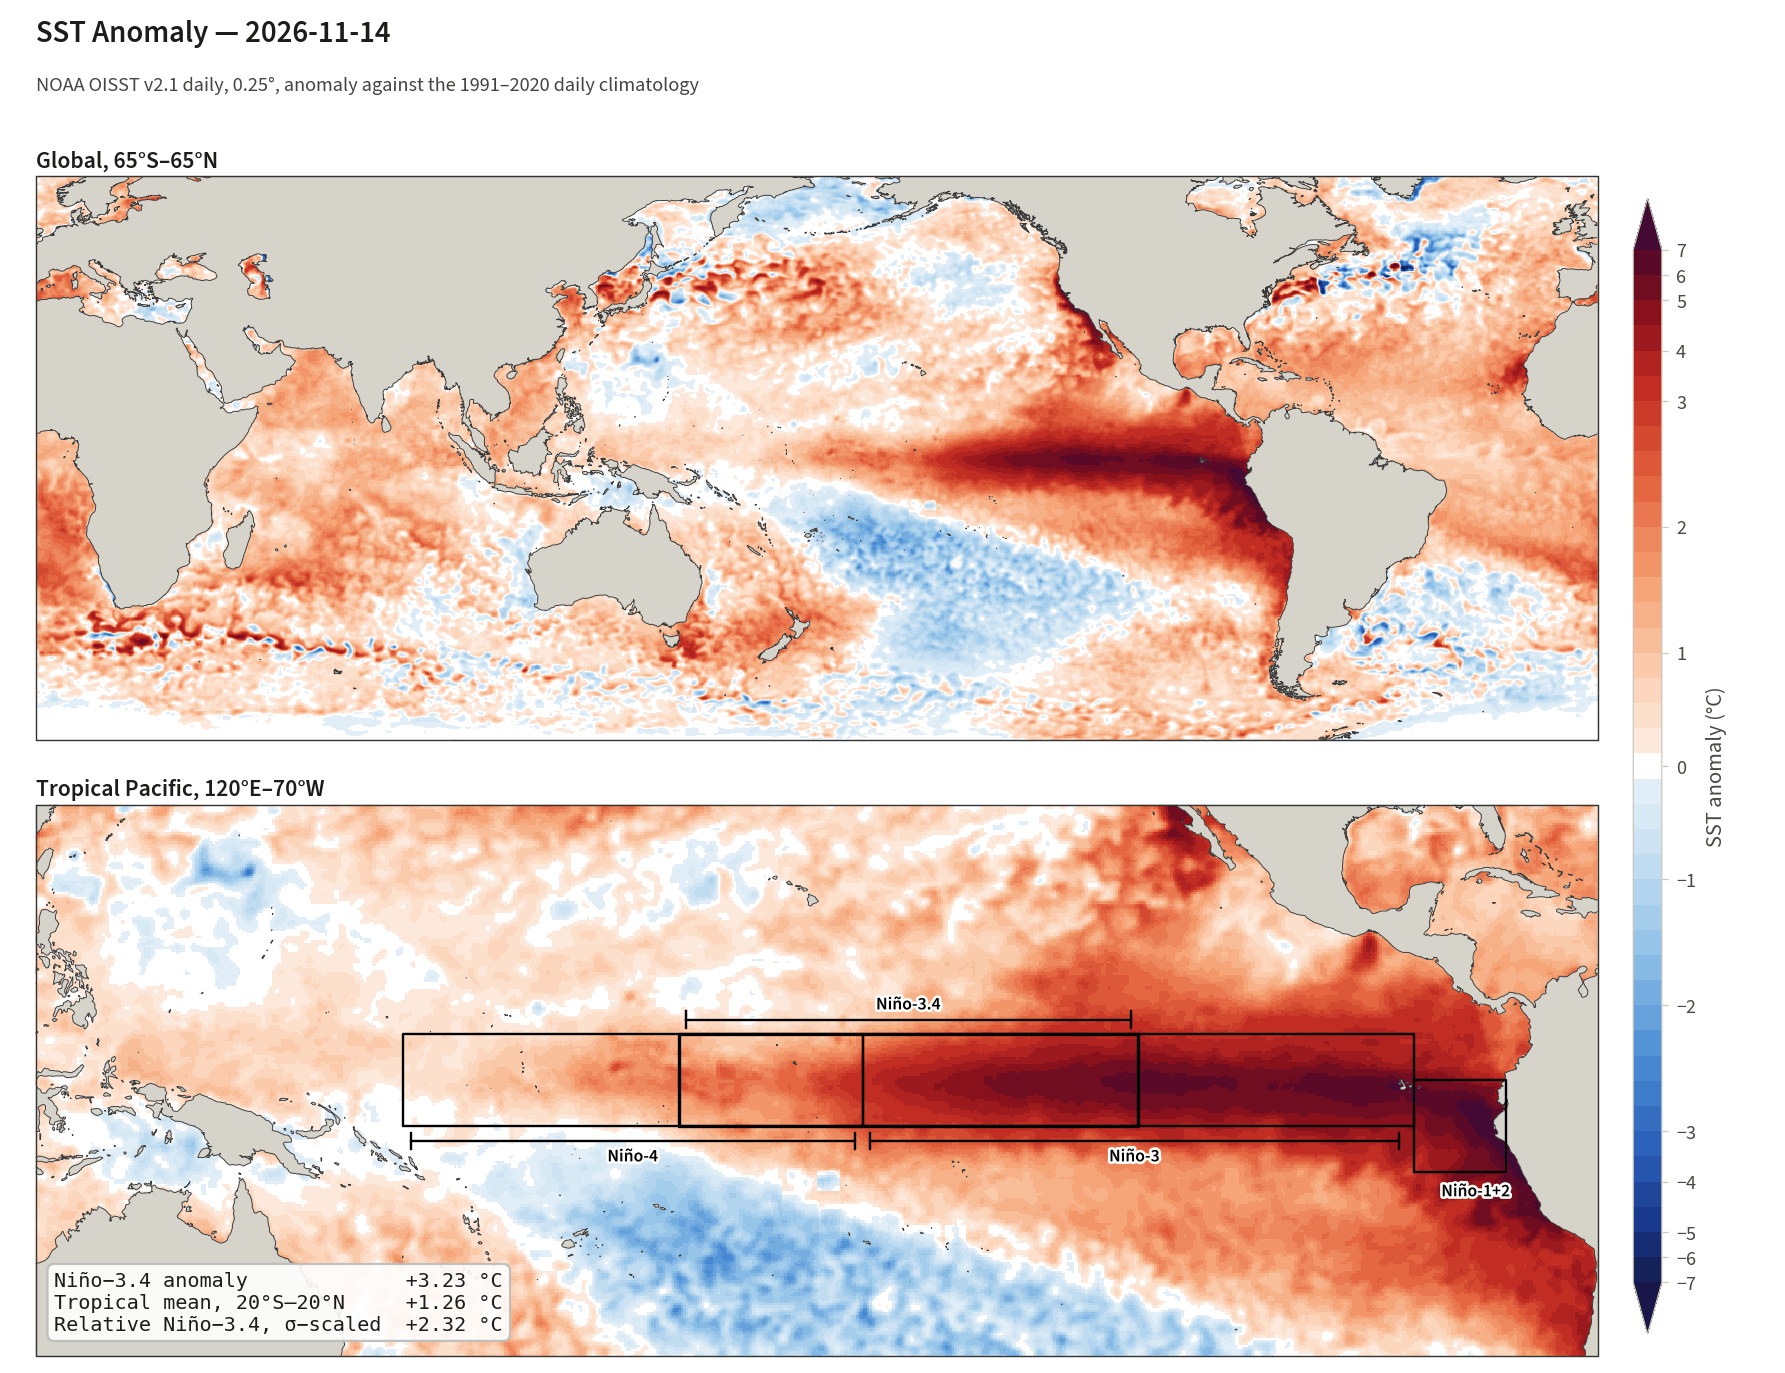 SST Anomaly — 2026-11-14
NOAA OISST v2.1 daily, 0.25°, anomaly against the 1991–2020 daily climatology
Global, 65°S–65°N
7
6
5
4
3
2
1
0
−1
−2
−3
−4
−5
−6
−7
SST anomaly (°C)
Tropical Pacific, 120°E–70°W
Niño-3.4
Niño-4
Niño-3
Niño-1+2
Niño−3.4 anomaly +3.23 °C
Tropical mean, 20°S–20°N +1.26 °C
Relative Niño−3.4, σ−scaled +2.32 °C